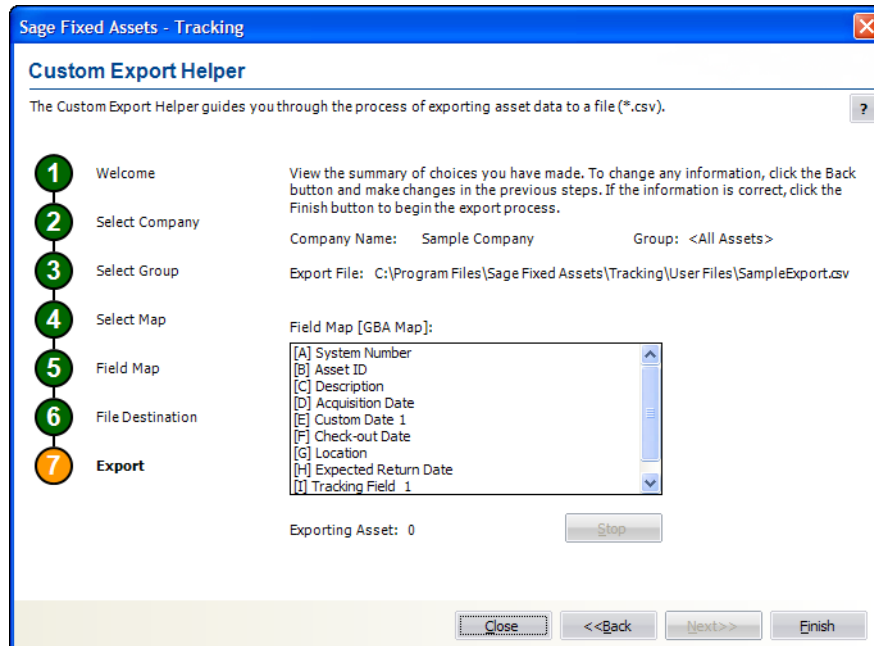 Sage Fixed Assets - Tracking
Custom Export Helper
The Custom Export Helper guides you through the process of exporting asset data to a file (*.csv).
?
1 Welcome
2 Select Company
3 Select Group
4 Select Map
5 Field Map
6 File Destination
7 Export
View the summary of choices you have made. To change any information, click the Back
button and make changes in the previous steps. If the information is correct, click the
Finish button to begin the export process.
Company Name: Sample Company Group: <All Assets>
Export File: C:\Program Files\Sage Fixed Assets\Tracking\User Files\SampleExport.csv
Field Map [GBA Map]:
[A] System Number
[B] Asset ID
[C] Description
[D] Acquisition Date
[E] Custom Date 1
[F] Check-out Date
[G] Location
[H] Expected Return Date
[I] Tracking Field 1
Exporting Asset: 0 Stop
Close <<Back Next>> Finish